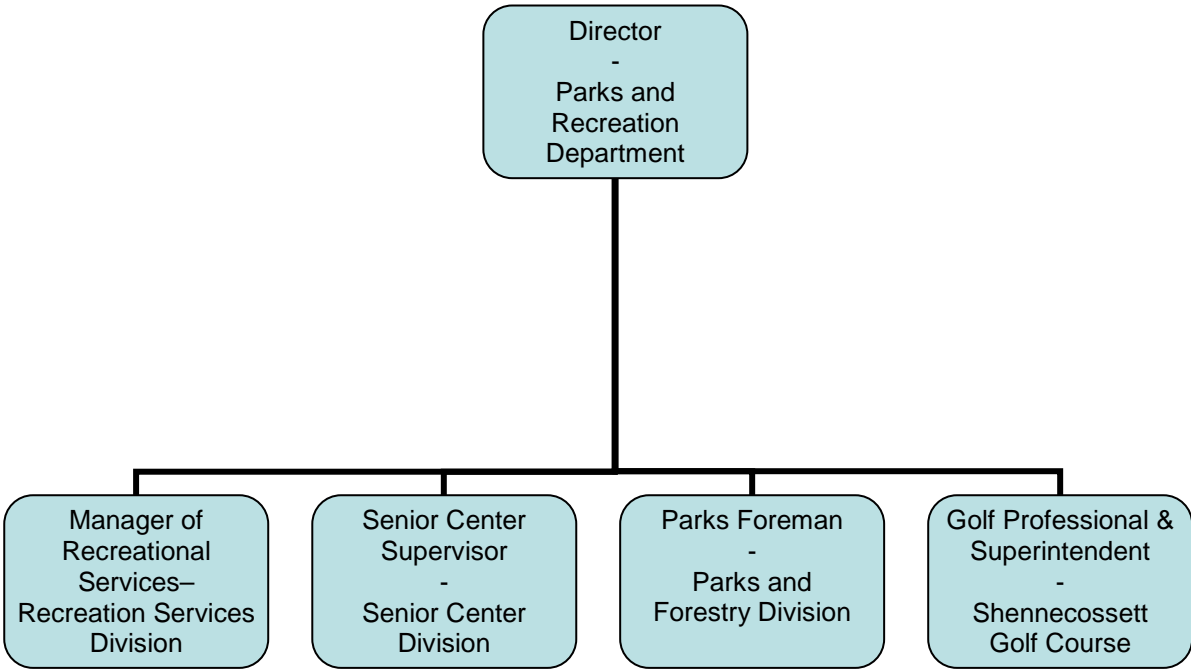 Director
-
Parks and
Recreation
Department
Manager of
Recreational
Services–
Recreation Services
Division
Senior Center
Supervisor
-
Senior Center
Division
Parks Foreman
-
Parks and
Forestry Division
Golf Professional &
Superintendent
-
Shennecossett
Golf Course